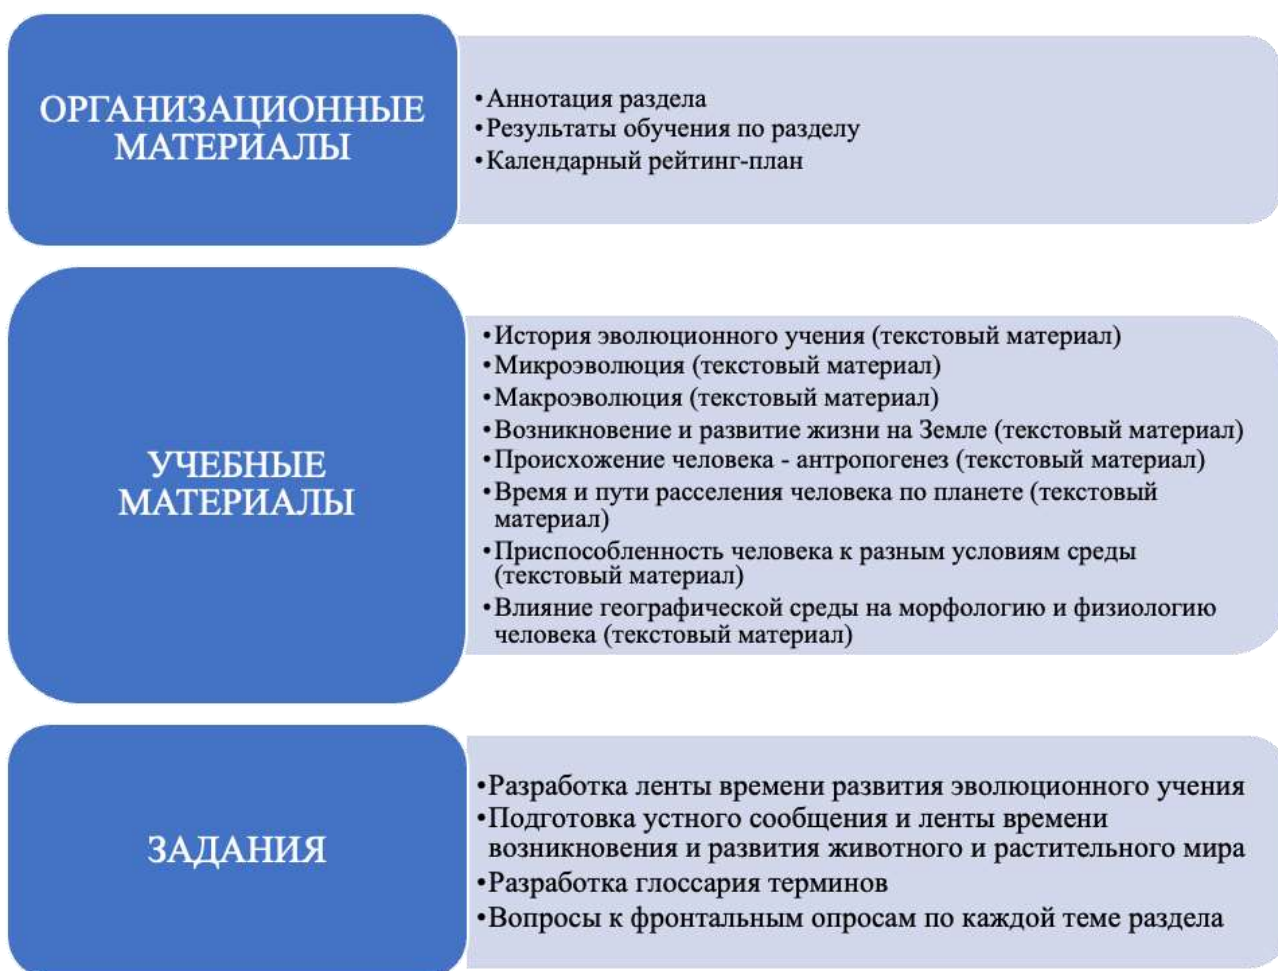 ОРГАНИЗАЦИОННЫЕ
МАТЕРИАЛЫ
•Аннотация раздела
•Результаты обучения по разделу
•Календарный рейтинг-план
УЧЕБНЫЕ
МАТЕРИАЛЫ
•История эволюционного учения (текстовый материал)
•Микроэволюция (текстовый материал)
•Макроэволюция (текстовый материал)
•Возникновение и развитие жизни на Земле (текстовый материал)
•Происхожение человека - антропогенез (текстовый материал)
•Время и пути расселения человека по планете (текстовый
материал)
•Приспособленность человека к разным условиям среды
(текстовый материал)
•Влияние географической среды на морфологию и физиологию
человека (текстовый материал)
ЗАДАНИЯ
•Разработка ленты времени развития эволюционного учения
•Подготовка устного сообщения и ленты времени
возникновения и развития животного и растительного мира
•Разработка глоссария терминов
•Вопросы к фронтальным опросам по каждой теме раздела